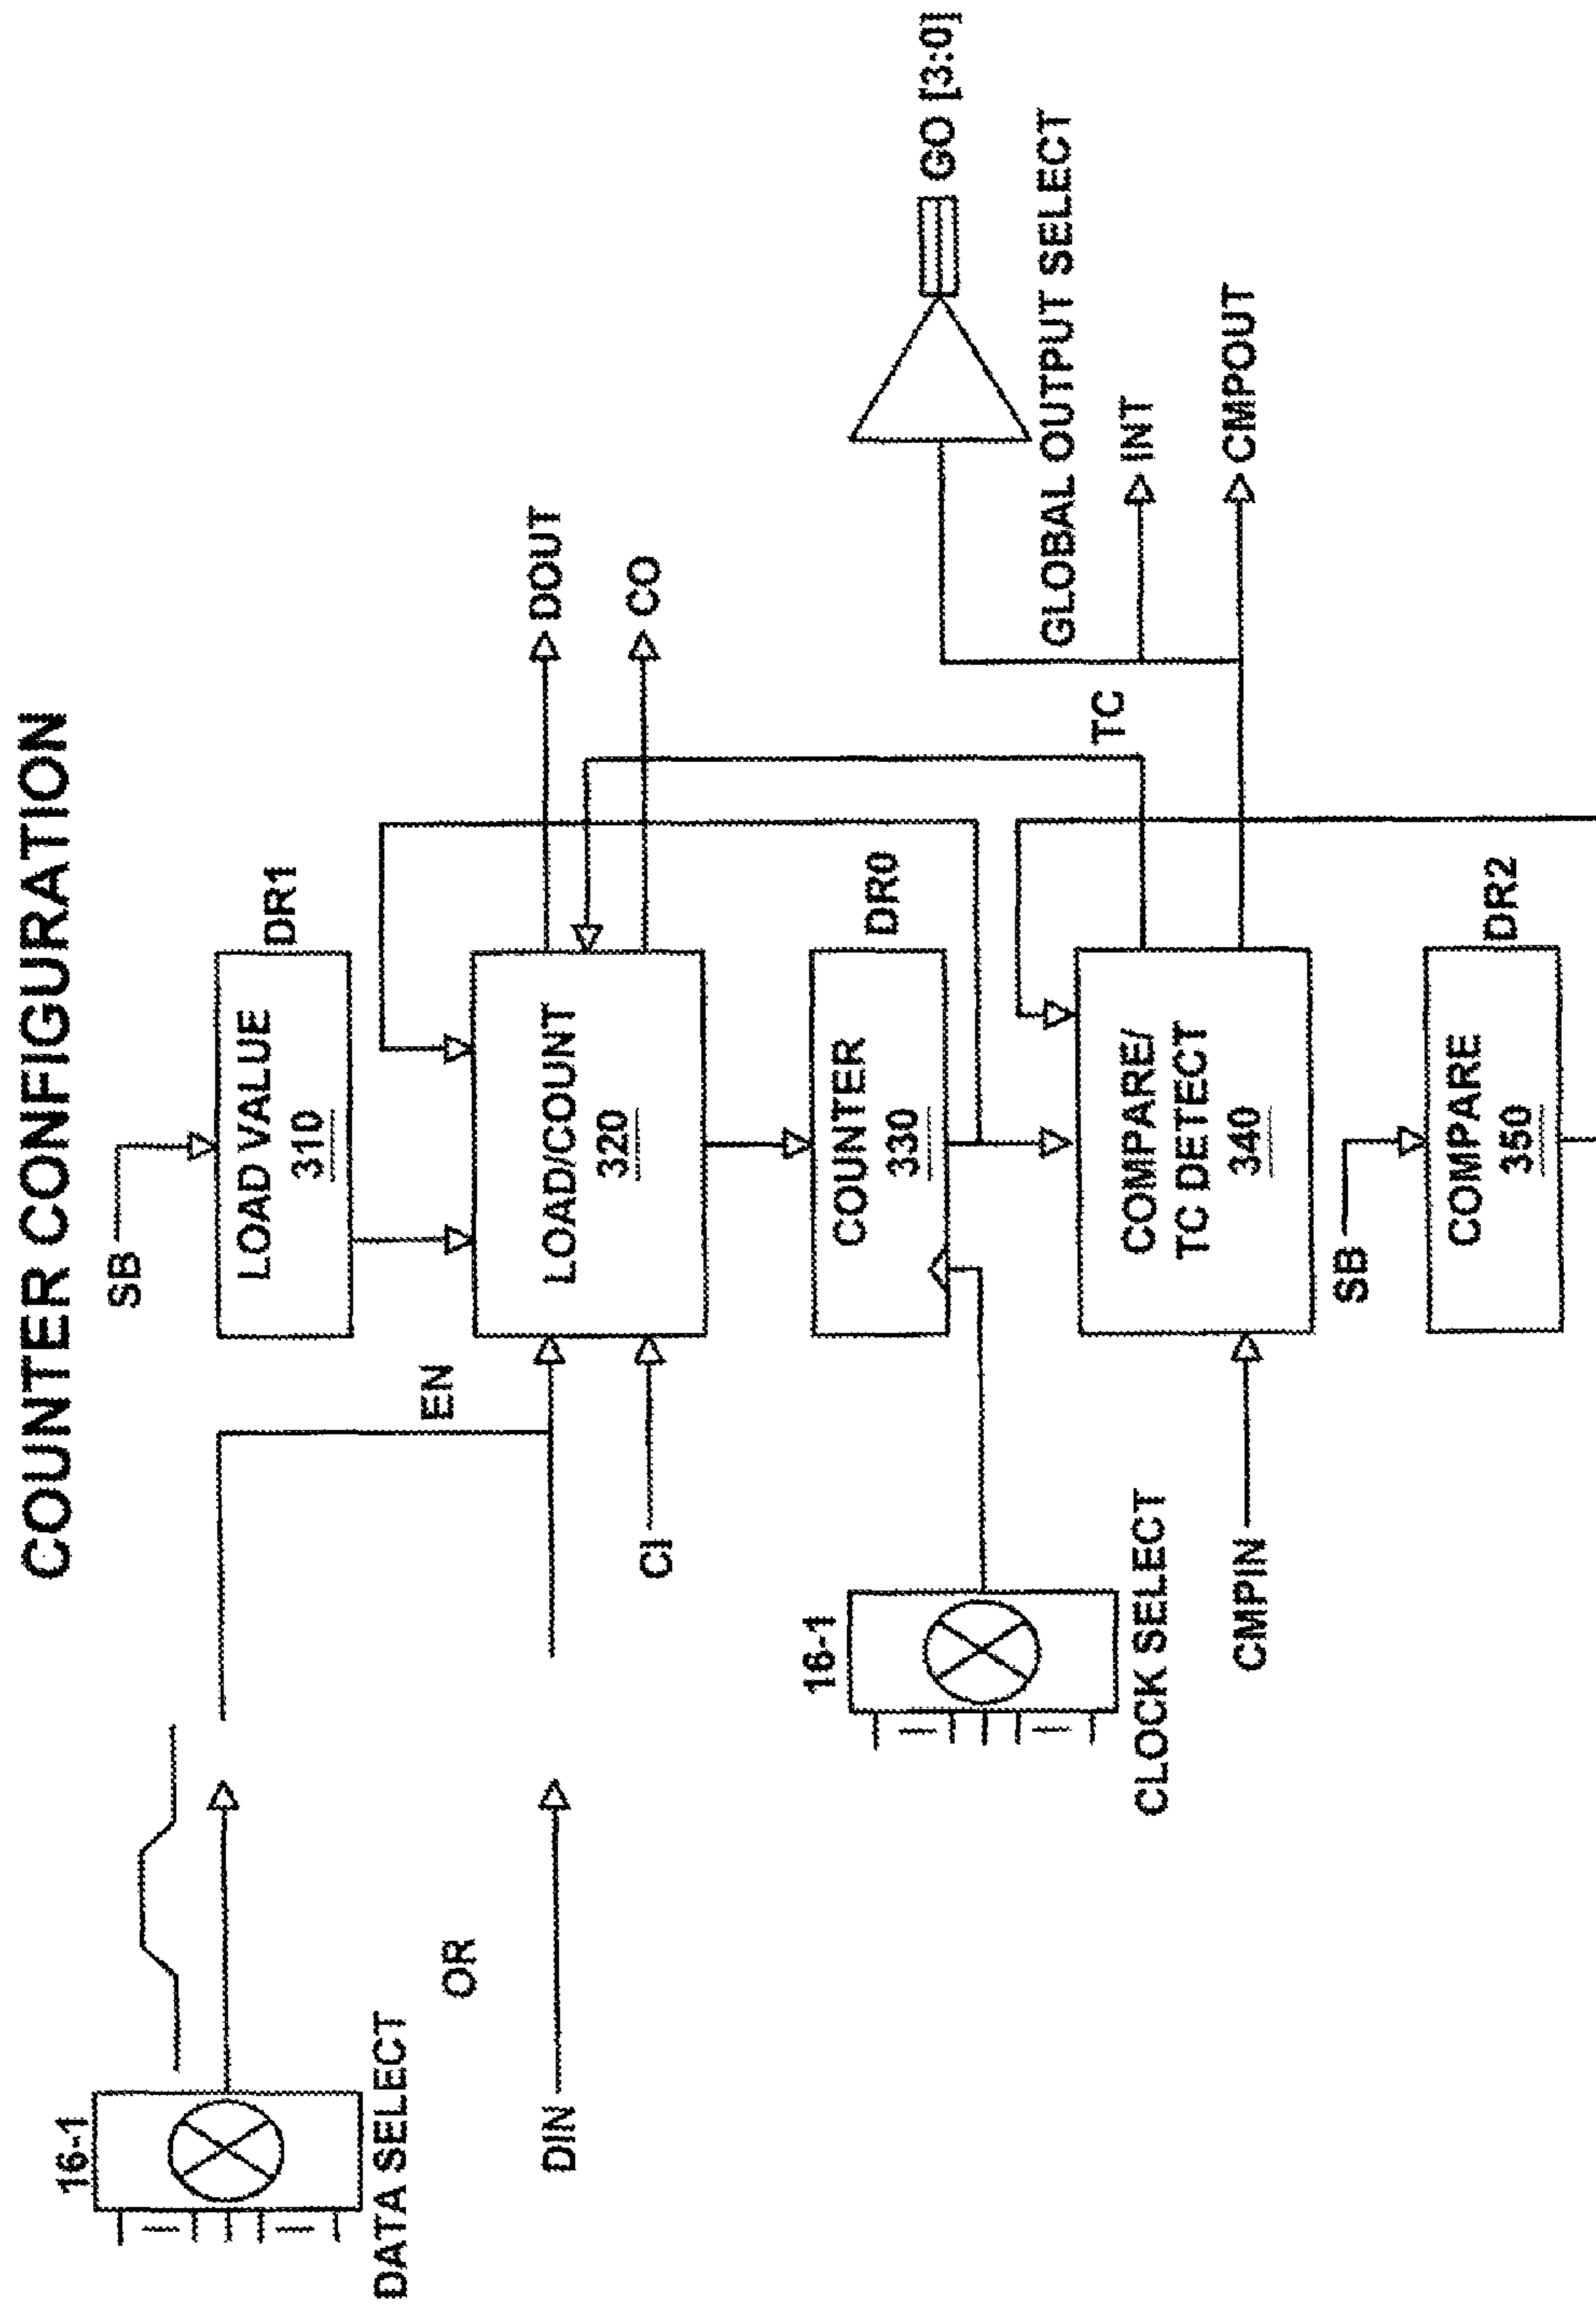 COUNTER CONFIGURATION
16-1
DATA SELECT
OR
DIN
SB
LOAD VALUE
310
DR1
EN
CI
LOAD/COUNT
320
DOUT
CO
16-1
CLOCK SELECT
COUNTER
330
DR0
CMPIN
COMPARE/
TC DETECT
340
TC
GO [3:0]
GLOBAL OUTPUT SELECT
INT
CMPOUT
SB
COMPARE
350
DR2